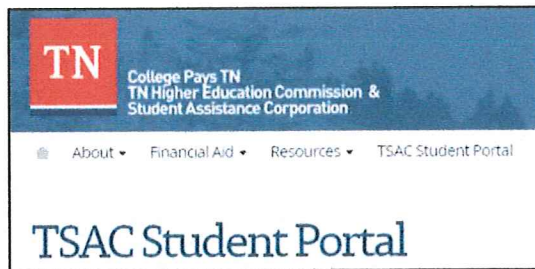 TN
College Pays TN
TN Higher Education Commission &
Student Assistance Corporation
About Financial Aid Resources TSAC Student Portal
TSAC Student Portal